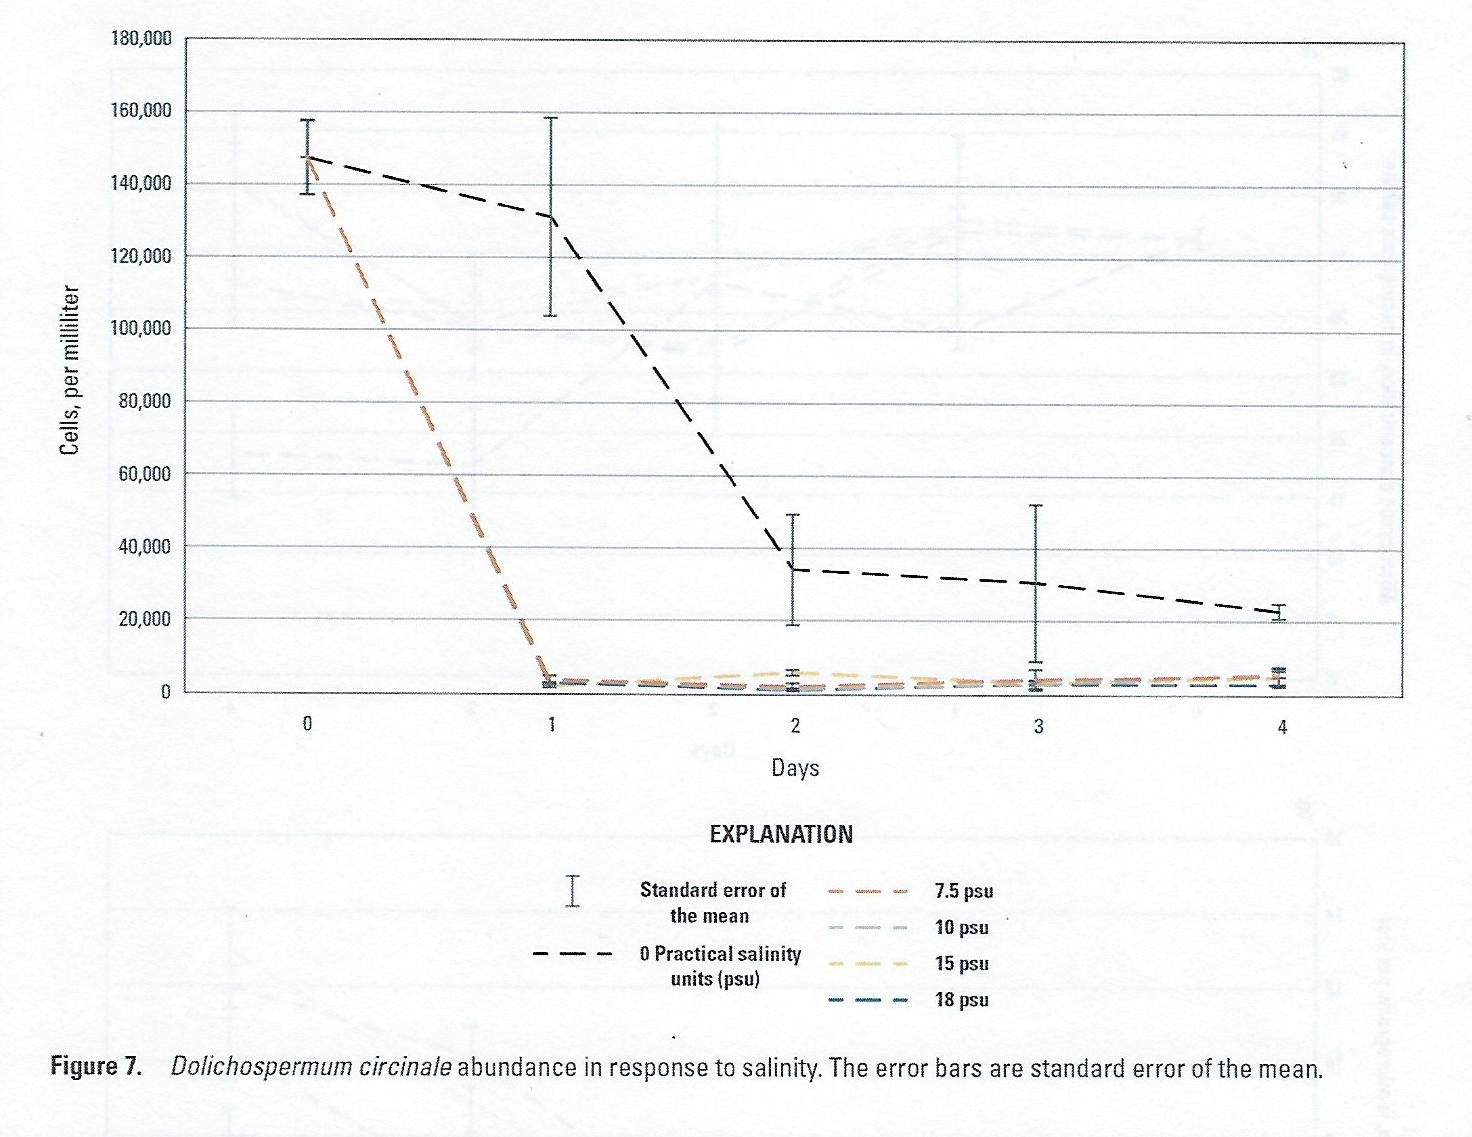 180,000
160,000
140,000
120,000
100,000
80,000
60,000
40,000
20,000
0
Cells, per milliliter
0 1 2 3 4
Days
EXPLANATION
Standard error of
the mean
0 Practical salinity
units (psu)
7.5 psu
10 psu
15 psu
18 psu
Figure 7. Dolichospermum circinale abundance in response to salinity. The error bars are standard error of the mean.